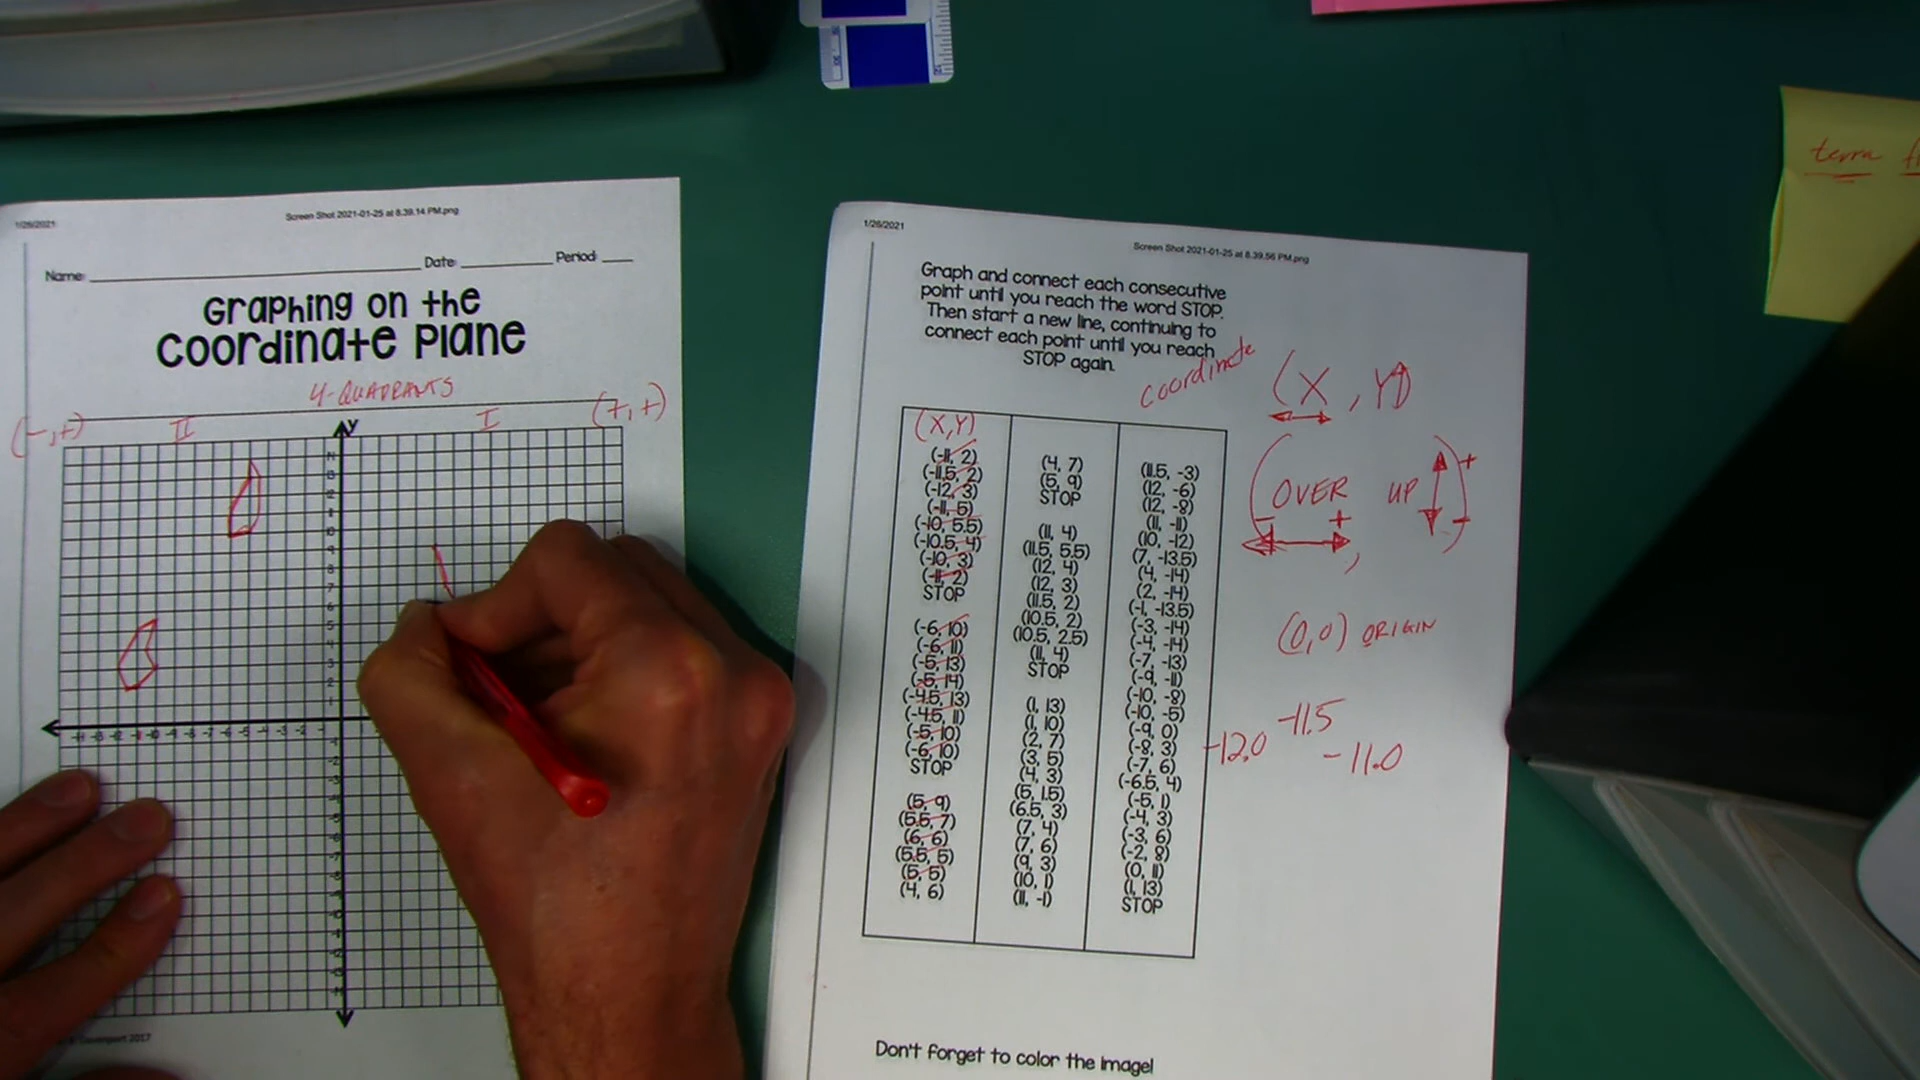 1/26/2021
Screen Shot 2021-01-25 at 8.39.14 PM.png
Name: Date: Period:
Graphing on the
Coordinate Plane
4-QUADRANTS
(-,+) II I (+,+)
y
Davenport 2017
1/26/2021
Screen Shot 2021-01-25 at 8.39.56 PM.png
Graph and connect each consecutive
point until you reach the word STOP.
Then start a new line, continuing to
connect each point until you reach
STOP again.
coordinate
(X, Y)
(X,Y)
(-11, 2)
(-11.5, 2)
(-12, 3)
(-11, 5)
(-10, 5.5)
(-10.5, 4)
(-10, 3)
(-11, 2)
STOP
(-6, 10)
(-6, 11)
(-5, 13)
(-5, 14)
(-4.5, 13)
(-4.5, 11)
(-5, 10)
(-6, 10)
STOP
(5, 9)
(5.5, 7)
(6, 6)
(5.5, 5)
(5, 5)
(4, 6)
(4, 7)
(5, 9)
STOP
(11, 4)
(11.5, 5.5)
(12, 4)
(12, 3)
(11.5, 2)
(10.5, 2)
(10.5, 2.5)
(11, 4)
STOP
(1, 13)
(1, 10)
(2, 7)
(3, 5)
(4, 3)
(5, 1.5)
(6.5, 3)
(7, 4)
(7, 6)
(9, 3)
(10, 1)
(11, -1)
(11.5, -3)
(12, -6)
(12, -8)
(11, -11)
(10, -12)
(7, -13.5)
(4, -14)
(2, -14)
(-1, -13.5)
(-3, -14)
(-4, -14)
(-7, -13)
(-9, -11)
(-10, -8)
(-10, -5)
(-9, 0)
(-8, 3)
(-7, 6)
(-6.5, 4)
(-5, 1)
(-4, 3)
(-3, 6)
(-2, 8)
(0, 11)
(1, 13)
STOP
(OVER UP)
- + + -
,
(0,0) ORIGIN
-12.0 -11.5 -11.0
Don't forget to color the image!
terra